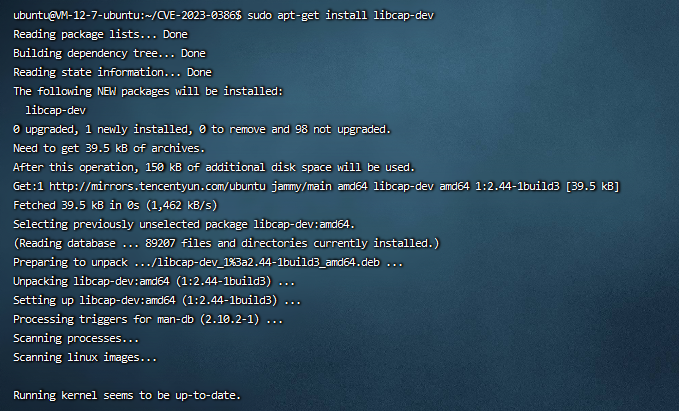 ubuntu@VM-12-7-ubuntu:~/CVE-2023-0386$ sudo apt-get install libcap-dev
Reading package lists... Done
Building dependency tree... Done
Reading state information... Done
The following NEW packages will be installed:
  libcap-dev
0 upgraded, 1 newly installed, 0 to remove and 98 not upgraded.
Need to get 39.5 kB of archives.
After this operation, 150 kB of additional disk space will be used.
Get:1 http://mirrors.tencentyun.com/ubuntu jammy/main amd64 libcap-dev amd64 1:2.44-1build3 [39.5 kB]
Fetched 39.5 kB in 0s (1,462 kB/s)
Selecting previously unselected package libcap-dev:amd64.
(Reading database ... 89207 files and directories currently installed.)
Preparing to unpack .../libcap-dev_1%3a2.44-1build3_amd64.deb ...
Unpacking libcap-dev:amd64 (1:2.44-1build3) ...
Setting up libcap-dev:amd64 (1:2.44-1build3) ...
Processing triggers for man-db (2.10.2-1) ...
Scanning processes...
Scanning linux images...

Running kernel seems to be up-to-date.